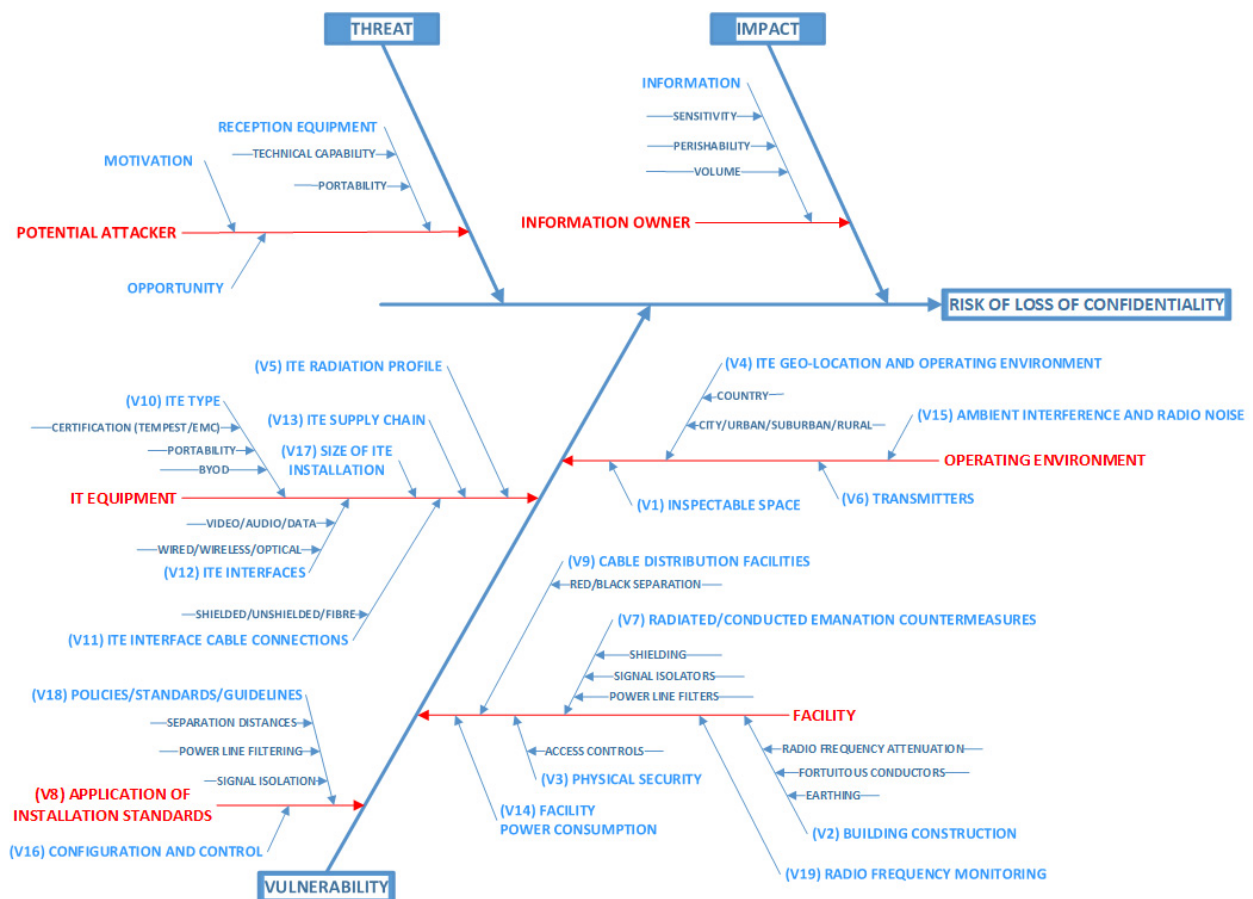 THREAT
IMPACT
INFORMATION
SENSITIVITY
PERISHABILITY
VOLUME
RECEPTION EQUIPMENT
TECHNICAL CAPABILITY
PORTABILITY
MOTIVATION
POTENTIAL ATTACKER
OPPORTUNITY
INFORMATION OWNER
RISK OF LOSS OF CONFIDENTIALITY
(V5) ITE RADIATION PROFILE
(V10) ITE TYPE
CERTIFICATION (TEMPEST/EMC)
PORTABILITY
BYOD
(V13) ITE SUPPLY CHAIN
(V17) SIZE OF ITE
INSTALLATION
IT EQUIPMENT
VIDEO/AUDIO/DATA
WIRED/WIRELESS/OPTICAL
(V12) ITE INTERFACES
SHIELDED/UNSHIELDED/FIBRE
(V11) ITE INTERFACE CABLE CONNECTIONS
(V4) ITE GEO-LOCATION AND OPERATING ENVIRONMENT
COUNTRY
CITY/URBAN/SUBURBAN/RURAL
(V15) AMBIENT INTERFERENCE AND RADIO NOISE
OPERATING ENVIRONMENT
(V1) INSPECTABLE SPACE
(V6) TRANSMITTERS
(V9) CABLE DISTRIBUTION FACILITIES
RED/BLACK SEPARATION
(V7) RADIATED/CONDUCTED EMANATION COUNTERMEASURES
SHIELDING
SIGNAL ISOLATORS
POWER LINE FILTERS
FACILITY
ACCESS CONTROLS
(V3) PHYSICAL SECURITY
(V14) FACILITY
POWER CONSUMPTION
RADIO FREQUENCY ATTENUATION
FORTUITOUS CONDUCTORS
EARTHING
(V2) BUILDING CONSTRUCTION
(V19) RADIO FREQUENCY MONITORING
(V18) POLICIES/STANDARDS/GUIDELINES
SEPARATION DISTANCES
POWER LINE FILTERING
SIGNAL ISOLATION
(V8) APPLICATION OF
INSTALLATION STANDARDS
(V16) CONFIGURATION AND CONTROL
VULNERABILITY